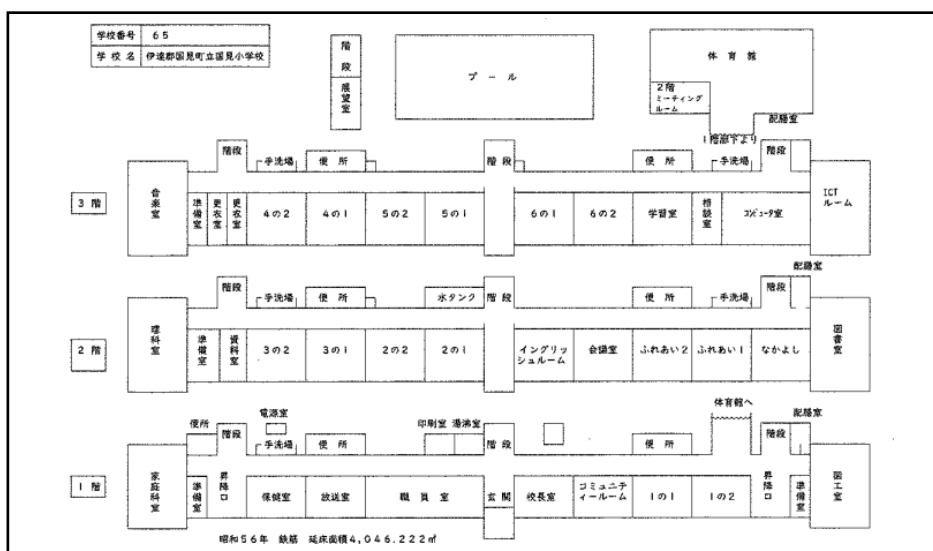 学校番号 65
学校名 伊達郡国見町立国見小学校
階段
展望室
プール
体育館
2階
ミーティング
ルーム
配膳室
1階廊下より
3階
階段 手洗場 便所 階段 便所 手洗場 階段
音楽室 準備室 更衣室 更衣室 4の2 4の1 5の2 5の1 6の1 6の2 学習室 相談室 コンピュータ室 ICTルーム
配膳室
2階
階段 手洗場 便所 水タンク 階段 便所 手洗場 階段
理科室 準備室 資料室 3の2 3の1 2の2 2の1 イングリッシュルーム 会議室 ふれあい2 ふれあい1 なかよし 図書室
電源室 体育館へ
便所 階段 手洗場 便所 印刷室 湯沸室 階段 便所 階段 配膳室
1階
家庭科室 準備室 昇降口 保健室 放送室 職員室 玄関 校長室 コミュニティールーム 1の1 1の2 昇降口 準備室 図工室
昭和56年 鉄筋 延床面積4,046.222㎡